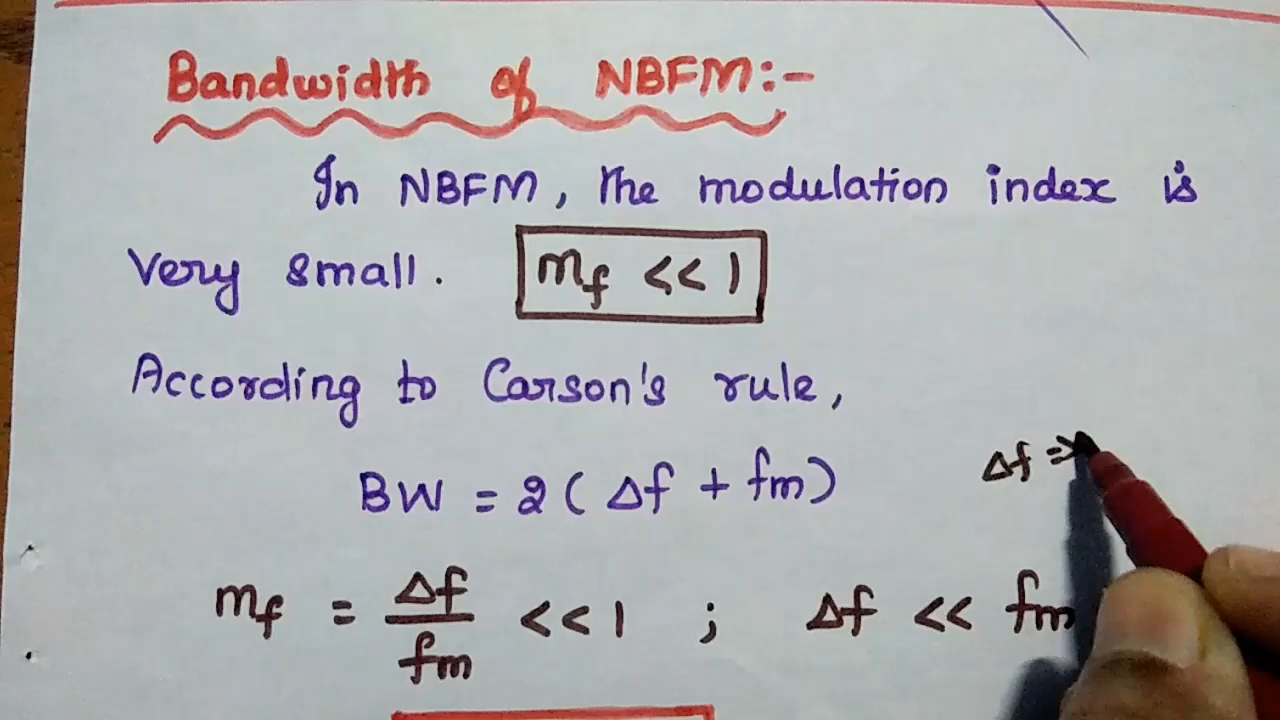 Bandwidth of NBFM:-
In NBFM, the modulation index is
very small. mf << 1
According to Carson's rule,
BW = 2 ( Δf + fm)
Δf =>
mf = Δf / fm << 1 ; Δf << fm